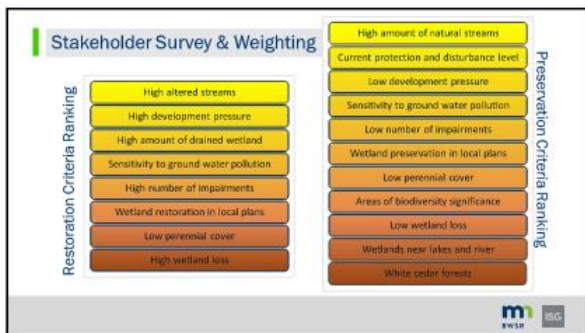 Stakeholder Survey & Weighting
Restoration Criteria Ranking
High altered streams
High development pressure
High amount of drained wetland
Sensitivity to ground water pollution
High number of impairments
Wetland restoration in local plans
Low perennial cover
High wetland loss
High amount of natural streams
Current protection and disturbance level
Low development pressure
Sensitivity to ground water pollution
Low number of impairments
Wetland preservation in local plans
Low perennial cover
Areas of biodiversity significance
Low wetland loss
Wetlands near lakes and river
White cedar forests
Preservation Criteria Ranking
mn
BWSR
ISG